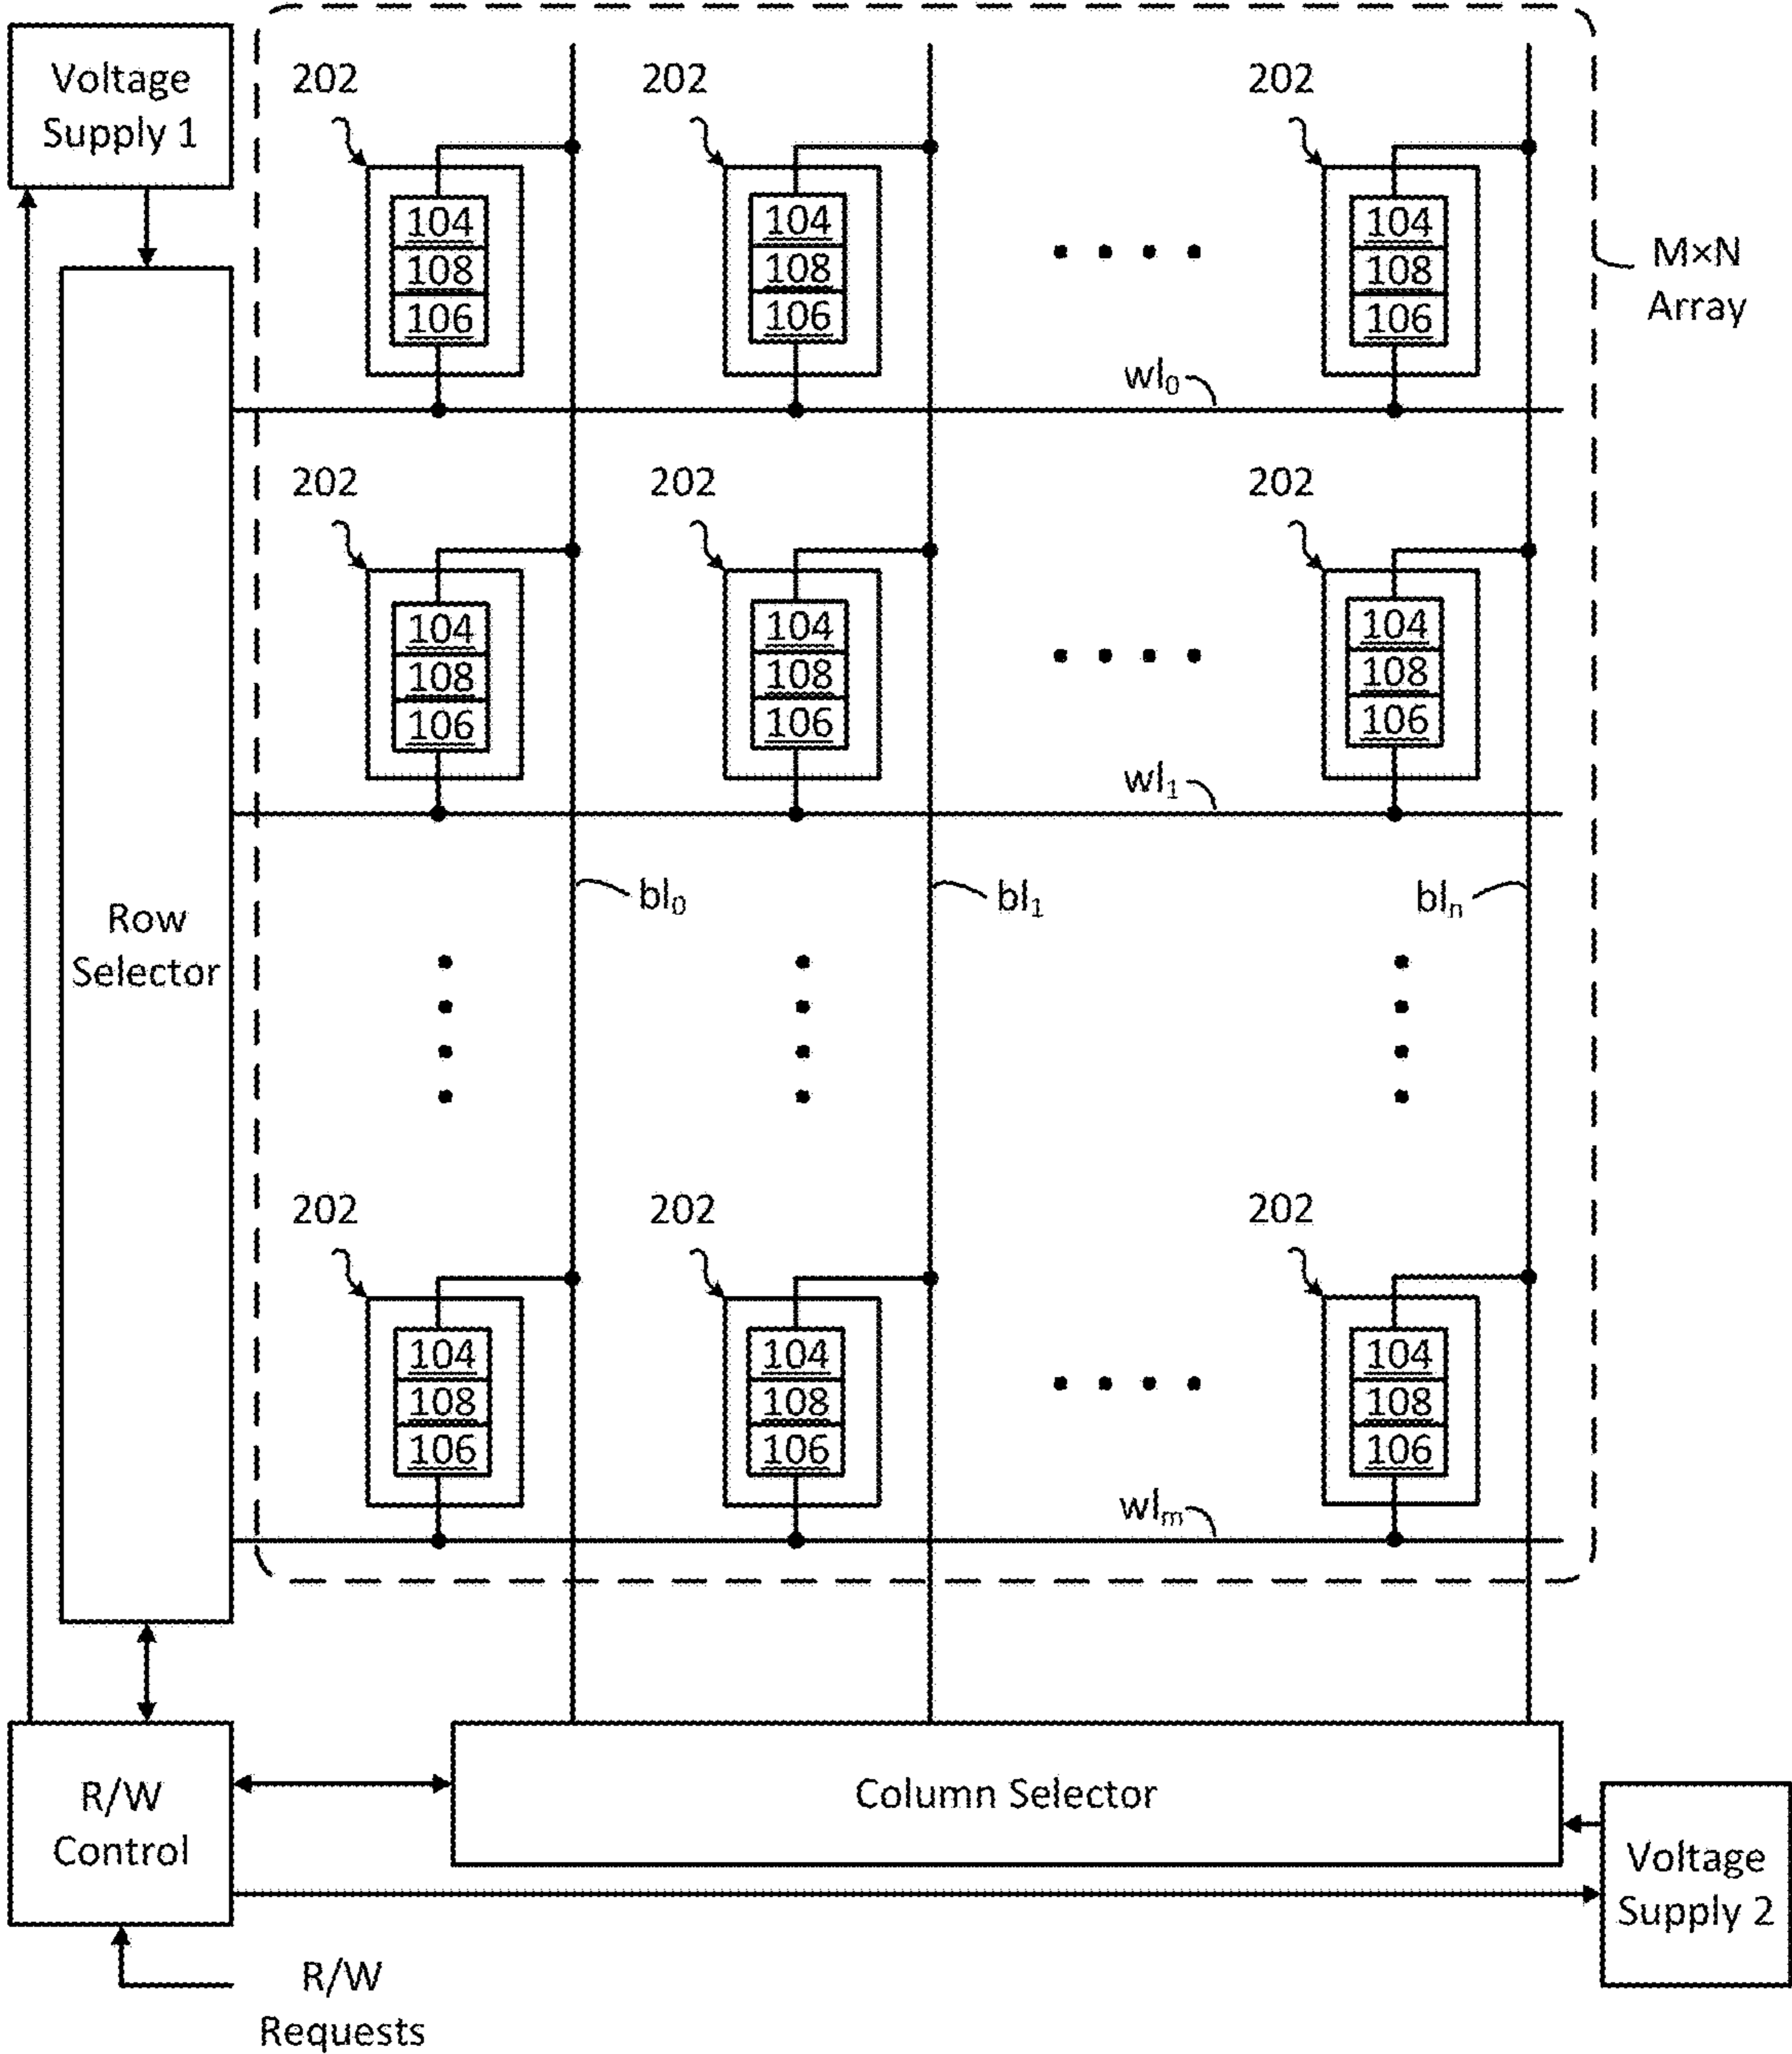 Voltage
Supply 1
202 202 202
104 104 104
108 108 108
106 106 106
M×N
Array
wl₀
202 202 202
104 104 104
108 108 108
106 106 106
wl₁
Row
Selector
bl₀ bl₁ blₙ
202 202 202
104 104 104
108 108 108
106 106 106
wlₘ
R/W
Control
Column Selector
Voltage
Supply 2
R/W
Requests